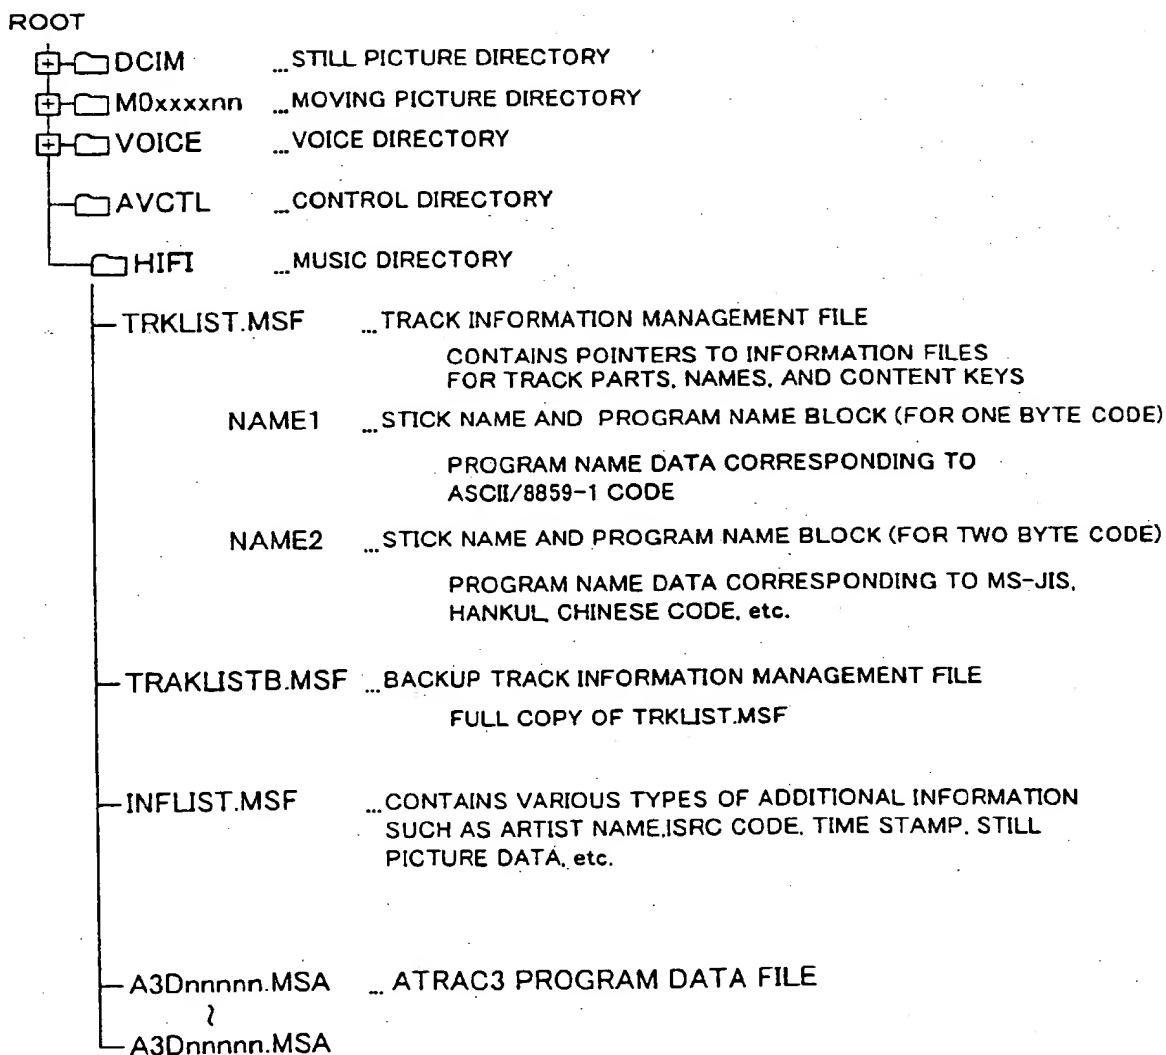 ROOT
DCIM ... STILL PICTURE DIRECTORY
M0xxxxnn ... MOVING PICTURE DIRECTORY
VOICE ... VOICE DIRECTORY
AVCTL ... CONTROL DIRECTORY
HIFI ... MUSIC DIRECTORY
TRKLIST.MSF ... TRACK INFORMATION MANAGEMENT FILE
CONTAINS POINTERS TO INFORMATION FILES
FOR TRACK PARTS, NAMES, AND CONTENT KEYS
NAME1 ... STICK NAME AND PROGRAM NAME BLOCK (FOR ONE BYTE CODE)
PROGRAM NAME DATA CORRESPONDING TO
ASCII/8859-1 CODE
NAME2 ... STICK NAME AND PROGRAM NAME BLOCK (FOR TWO BYTE CODE)
PROGRAM NAME DATA CORRESPONDING TO MS-JIS,
HANKUL, CHINESE CODE, etc.
TRAKLISTB.MSF ... BACKUP TRACK INFORMATION MANAGEMENT FILE
FULL COPY OF TRKLIST.MSF
INFLIST.MSF ... CONTAINS VARIOUS TYPES OF ADDITIONAL INFORMATION
SUCH AS ARTIST NAME,ISRC CODE, TIME STAMP, STILL
PICTURE DATA, etc.
A3Dnnnnn.MSA ... ATRAC3 PROGRAM DATA FILE
~
A3Dnnnnn.MSA